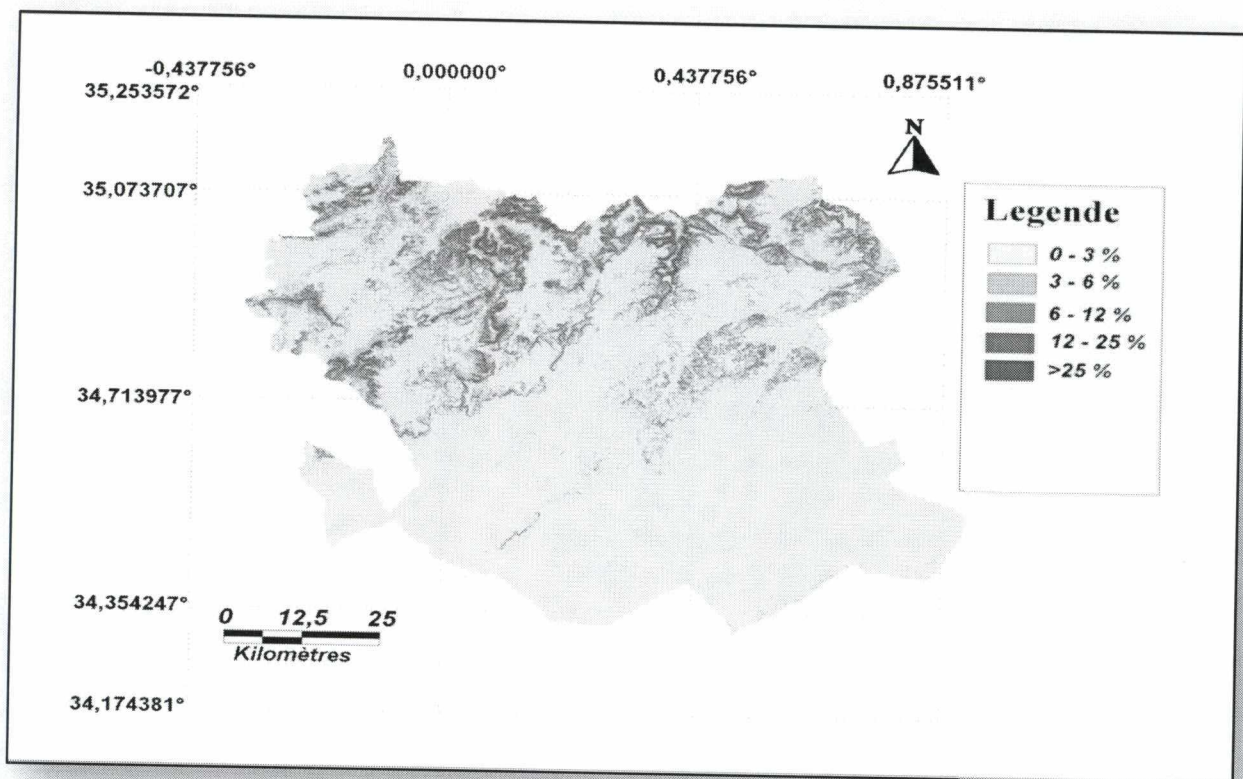 -0,437756° 0,000000° 0,437756° 0,875511°
35,253572°
N
35,073707°
Legende
0 - 3 %
3 - 6 %
6 - 12 %
12 - 25 %
>25 %
34,713977°
34,354247°
0 12,5 25
Kilomètres
34,174381°